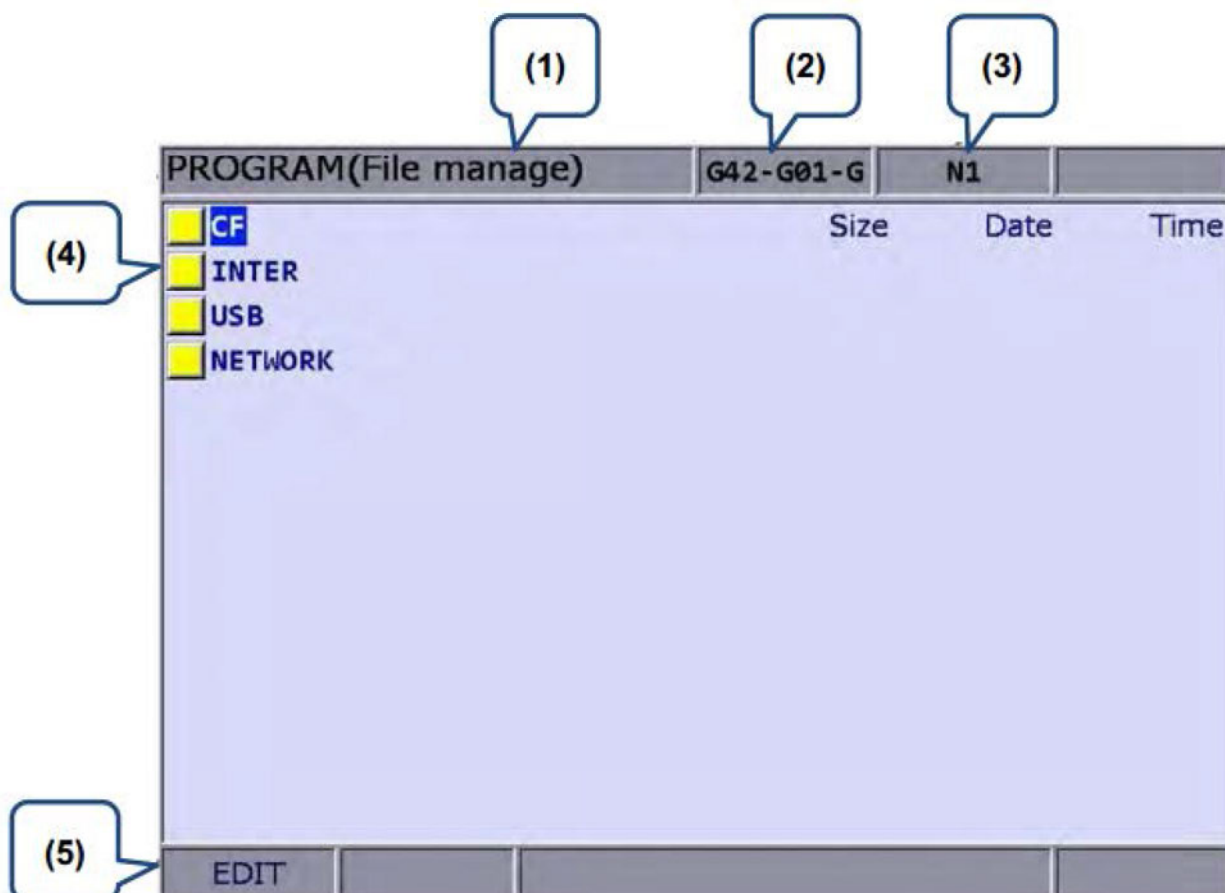 (1) (2) (3)
PROGRAM(File manage) G42-G01-G N1
(4)
CF Size Date Time
INTER
USB
NETWORK
(5)
EDIT